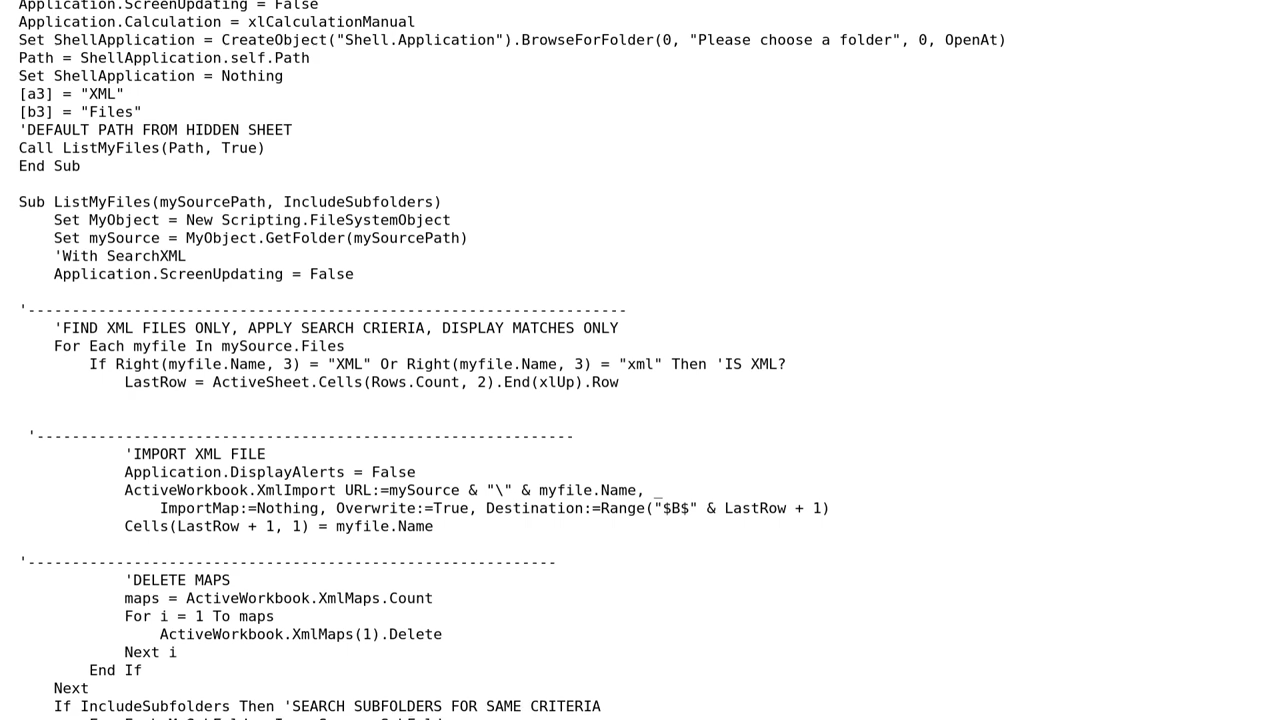 Application.ScreenUpdating = False
Application.Calculation = xlCalculationManual
Set ShellApplication = CreateObject("Shell.Application").BrowseForFolder(0, "Please choose a folder", 0, OpenAt)
Path = ShellApplication.self.Path
Set ShellApplication = Nothing
[a3] = "XML"
[b3] = "Files"
'DEFAULT PATH FROM HIDDEN SHEET
Call ListMyFiles(Path, True)
End Sub

Sub ListMyFiles(mySourcePath, IncludeSubfolders)
    Set MyObject = New Scripting.FileSystemObject
    Set mySource = MyObject.GetFolder(mySourcePath)
    'With SearchXML
    Application.ScreenUpdating = False

'--------------------------------------------------------------------
    'FIND XML FILES ONLY, APPLY SEARCH CRIERIA, DISPLAY MATCHES ONLY
    For Each myfile In mySource.Files
        If Right(myfile.Name, 3) = "XML" Or Right(myfile.Name, 3) = "xml" Then 'IS XML?
            LastRow = ActiveSheet.Cells(Rows.Count, 2).End(xlUp).Row


 '-------------------------------------------------------------
            'IMPORT XML FILE
            Application.DisplayAlerts = False
            ActiveWorkbook.XmlImport URL:=mySource & "\" & myfile.Name, _
                ImportMap:=Nothing, Overwrite:=True, Destination:=Range("$B$" & LastRow + 1)
            Cells(LastRow + 1, 1) = myfile.Name

'------------------------------------------------------------
            'DELETE MAPS
            maps = ActiveWorkbook.XmlMaps.Count
            For i = 1 To maps
                ActiveWorkbook.XmlMaps(1).Delete
            Next i
        End If
    Next
    If IncludeSubfolders Then 'SEARCH SUBFOLDERS FOR SAME CRITERIA